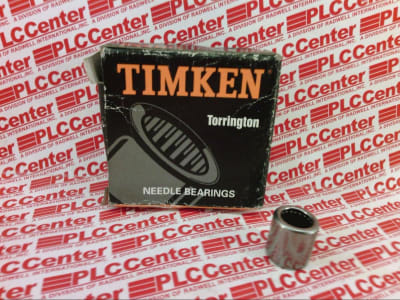 TIMKEN
Torrington
NEEDLE BEARINGS
PLCCenter
A DIVISION OF RADWELL INTERNATIONAL, INC.